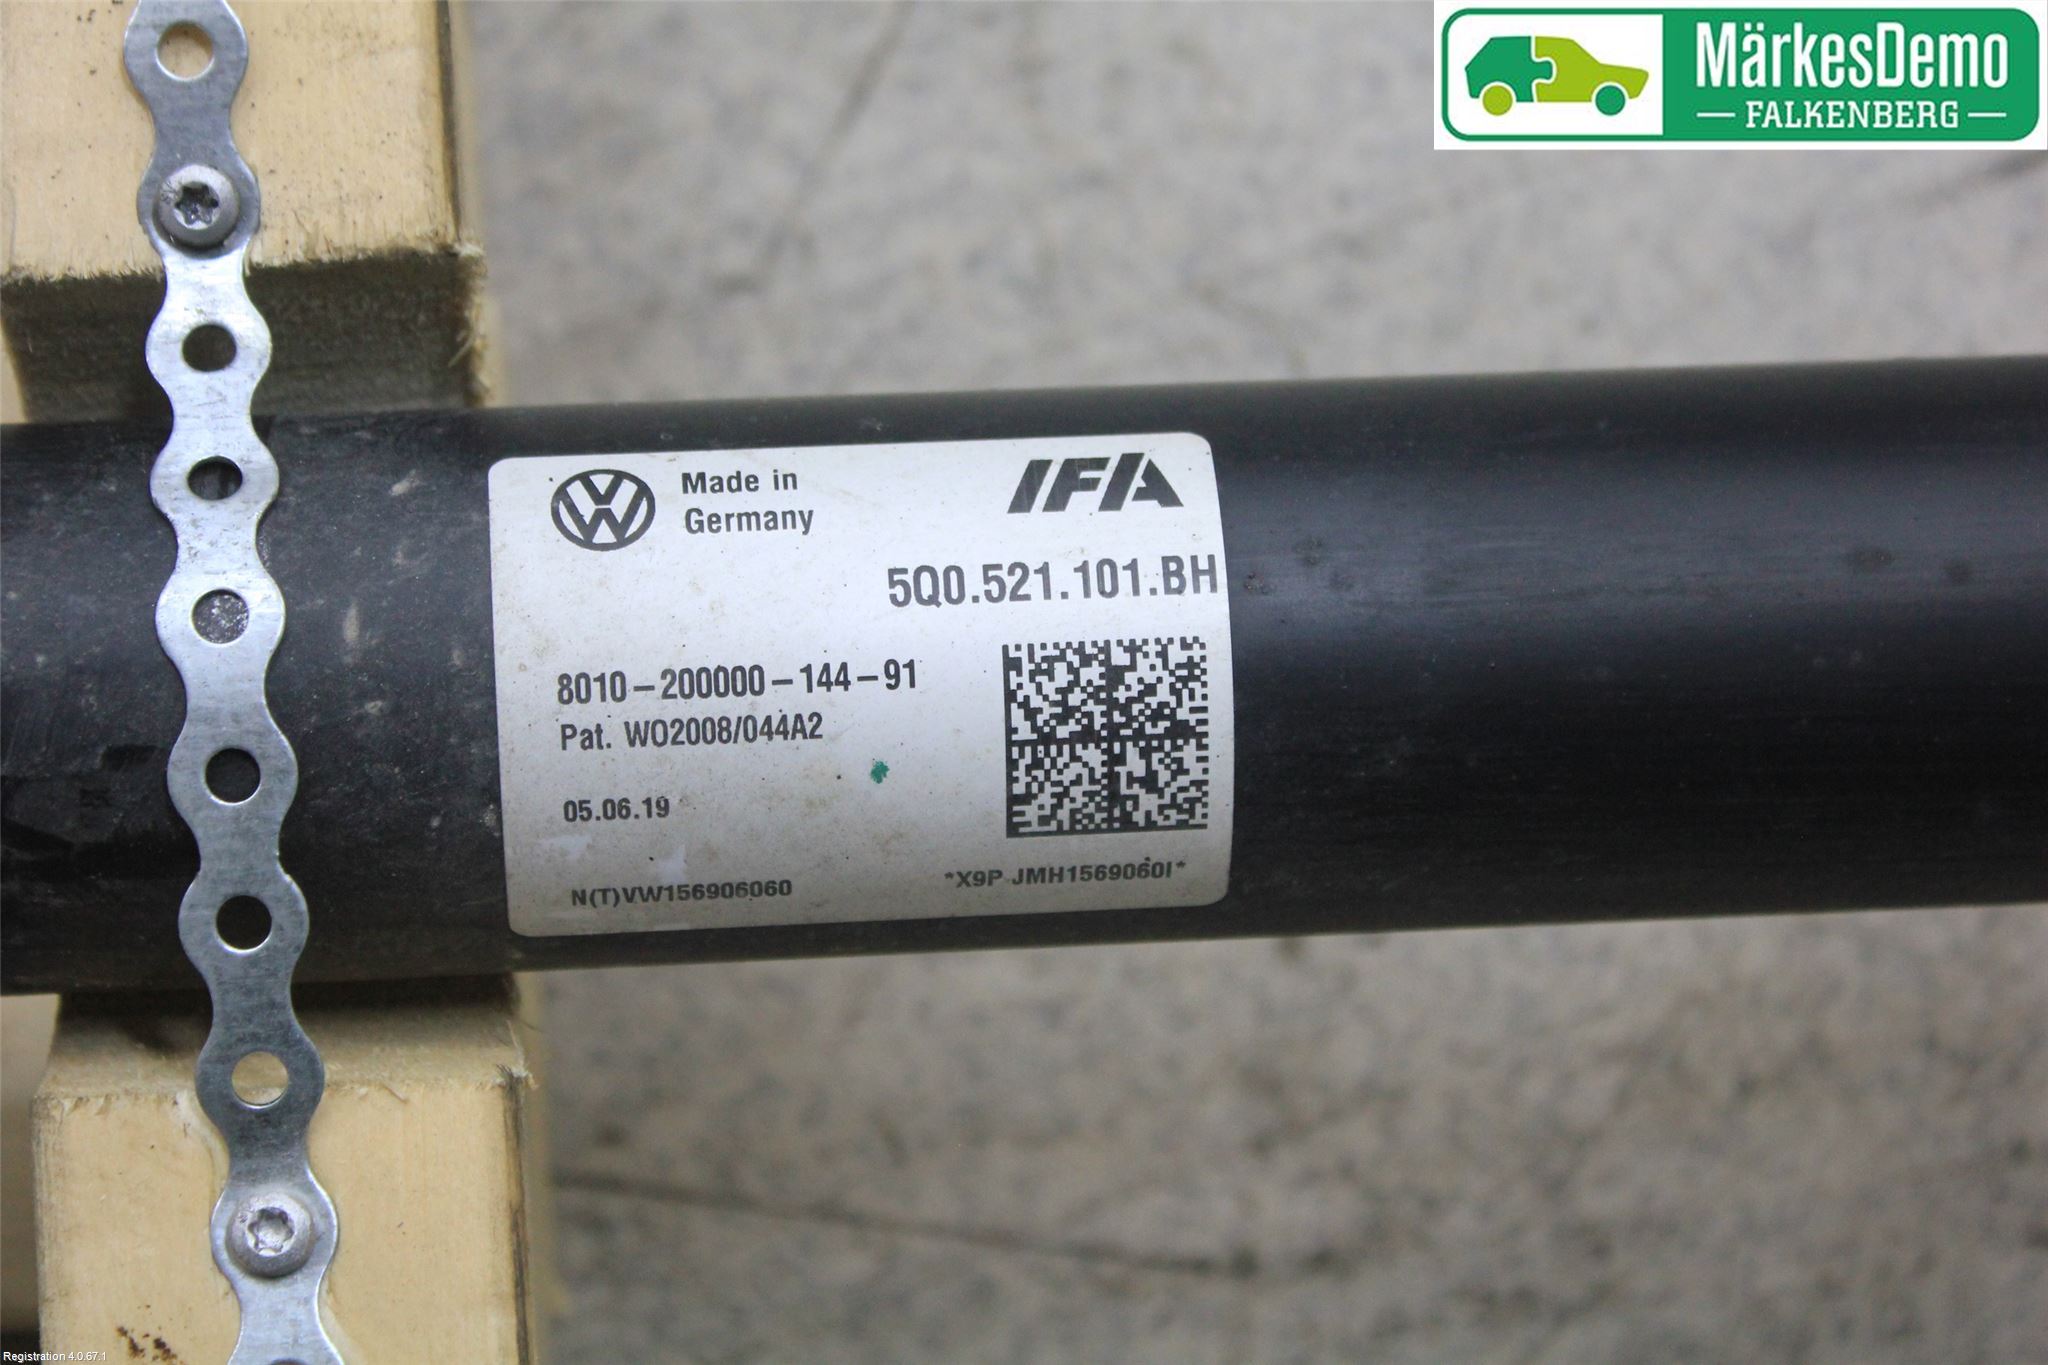 MärkesDemo
FALKENBERG
Made in
Germany
IFA
5Q0.521.101.BH
8010-200000-144-91
Pat. WO2008/044A2
05.06.19
N(T)VW156906060
*X9P JMH1569060I*
Registration 4.0.67.1